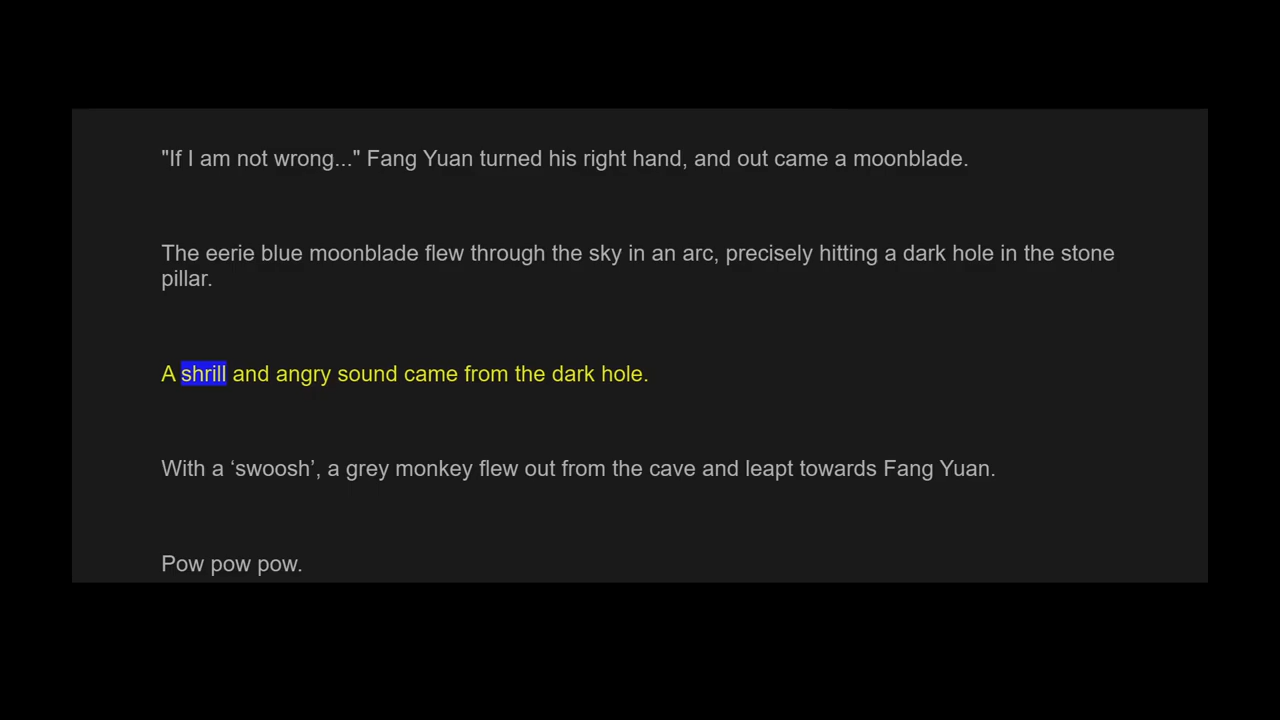 "If I am not wrong..." Fang Yuan turned his right hand, and out came a moonblade.
The eerie blue moonblade flew through the sky in an arc, precisely hitting a dark hole in the stone
pillar.
A shrill and angry sound came from the dark hole.
With a ‘swoosh’, a grey monkey flew out from the cave and leapt towards Fang Yuan.
Pow pow pow.